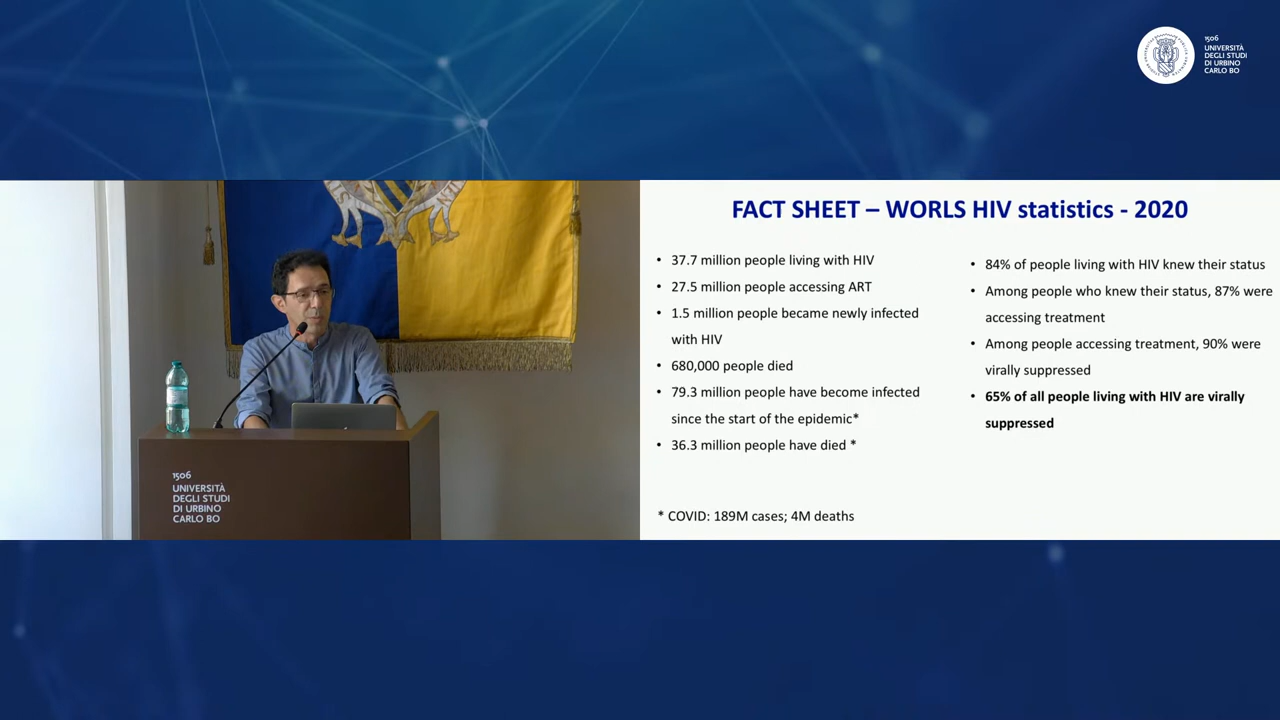 1506
UNIVERSITÀ
DEGLI STUDI
DI URBINO
CARLO BO
FACT SHEET – WORLS HIV statistics - 2020
• 37.7 million people living with HIV
• 27.5 million people accessing ART
• 1.5 million people became newly infected
with HIV
• 680,000 people died
• 79.3 million people have become infected
since the start of the epidemic*
• 36.3 million people have died *
* COVID: 189M cases; 4M deaths
• 84% of people living with HIV knew their status
• Among people who knew their status, 87% were
accessing treatment
• Among people accessing treatment, 90% were
virally suppressed
• 65% of all people living with HIV are virally
suppressed
1506
UNIVERSITÀ
DEGLI STUDI
DI URBINO
CARLO BO